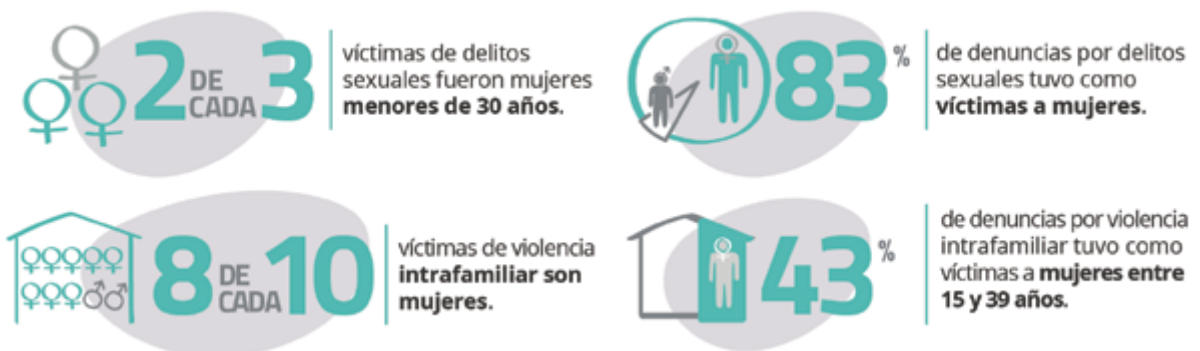 2 DE CADA 3
víctimas de delitos
sexuales fueron mujeres
menores de 30 años.
83%
de denuncias por delitos
sexuales tuvo como
víctimas a mujeres.
8 DE CADA 10
víctimas de violencia
intrafamiliar son
mujeres.
43%
de denuncias por violencia
intrafamiliar tuvo como
víctimas a mujeres entre
15 y 39 años.